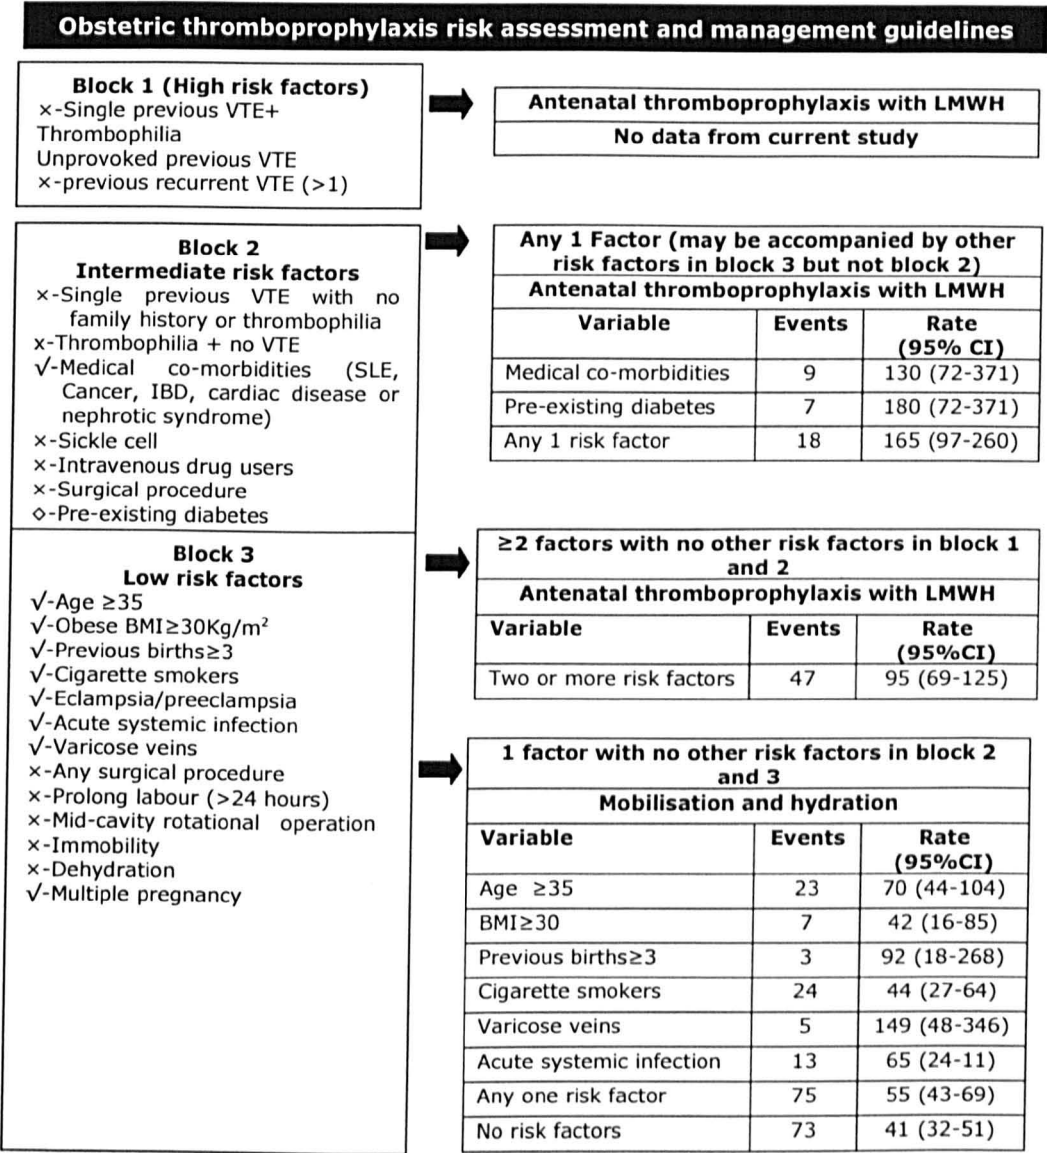 Obstetric thromboprophylaxis risk assessment and management guidelines
Block 1 (High risk factors)
×-Single previous VTE+
Thrombophilia
Unprovoked previous VTE
×-previous recurrent VTE (>1)
Antenatal thromboprophylaxis with LMWH
No data from current study
Block 2
Intermediate risk factors
×-Single previous VTE with no
family history or thrombophilia
x-Thrombophilia + no VTE
√-Medical co-morbidities (SLE,
Cancer, IBD, cardiac disease or
nephrotic syndrome)
×-Sickle cell
×-Intravenous drug users
×-Surgical procedure
◇-Pre-existing diabetes
Any 1 Factor (may be accompanied by other
risk factors in block 3 but not block 2)
Antenatal thromboprophylaxis with LMWH
Variable Events Rate
(95% CI)
Medical co-morbidities 9 130 (72-371)
Pre-existing diabetes 7 180 (72-371)
Any 1 risk factor 18 165 (97-260)
Block 3
Low risk factors
√-Age ≥35
√-Obese BMI≥30Kg/m²
√-Previous births≥3
√-Cigarette smokers
√-Eclampsia/preeclampsia
√-Acute systemic infection
√-Varicose veins
×-Any surgical procedure
×-Prolong labour (>24 hours)
×-Mid-cavity rotational operation
×-Immobility
×-Dehydration
√-Multiple pregnancy
≥2 factors with no other risk factors in block 1
and 2
Antenatal thromboprophylaxis with LMWH
Variable Events Rate
(95%CI)
Two or more risk factors 47 95 (69-125)
1 factor with no other risk factors in block 2
and 3
Mobilisation and hydration
Variable Events Rate
(95%CI)
Age ≥35 23 70 (44-104)
BMI≥30 7 42 (16-85)
Previous births≥3 3 92 (18-268)
Cigarette smokers 24 44 (27-64)
Varicose veins 5 149 (48-346)
Acute systemic infection 13 65 (24-11)
Any one risk factor 75 55 (43-69)
No risk factors 73 41 (32-51)